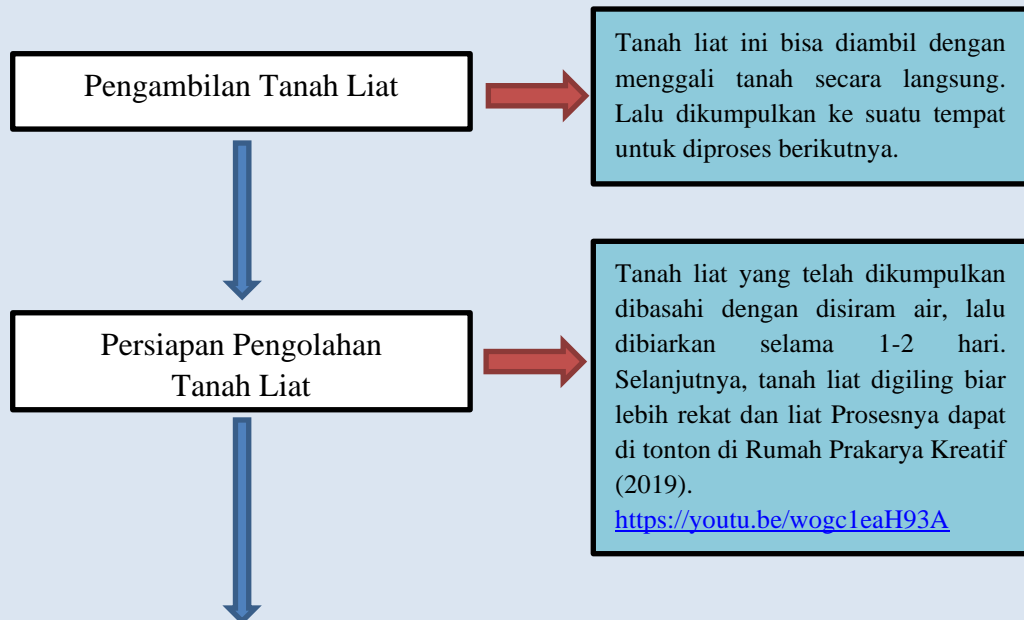 Pengambilan Tanah Liat
Tanah liat ini bisa diambil dengan
menggali tanah secara langsung.
Lalu dikumpulkan ke suatu tempat
untuk diproses berikutnya.
Persiapan Pengolahan
Tanah Liat
Tanah liat yang telah dikumpulkan
dibasahi dengan disiram air, lalu
dibiarkan selama 1-2 hari.
Selanjutnya, tanah liat digiling biar
lebih rekat dan liat Prosesnya dapat
di tonton di Rumah Prakarya Kreatif
(2019).
https://youtu.be/wogc1eaH93A